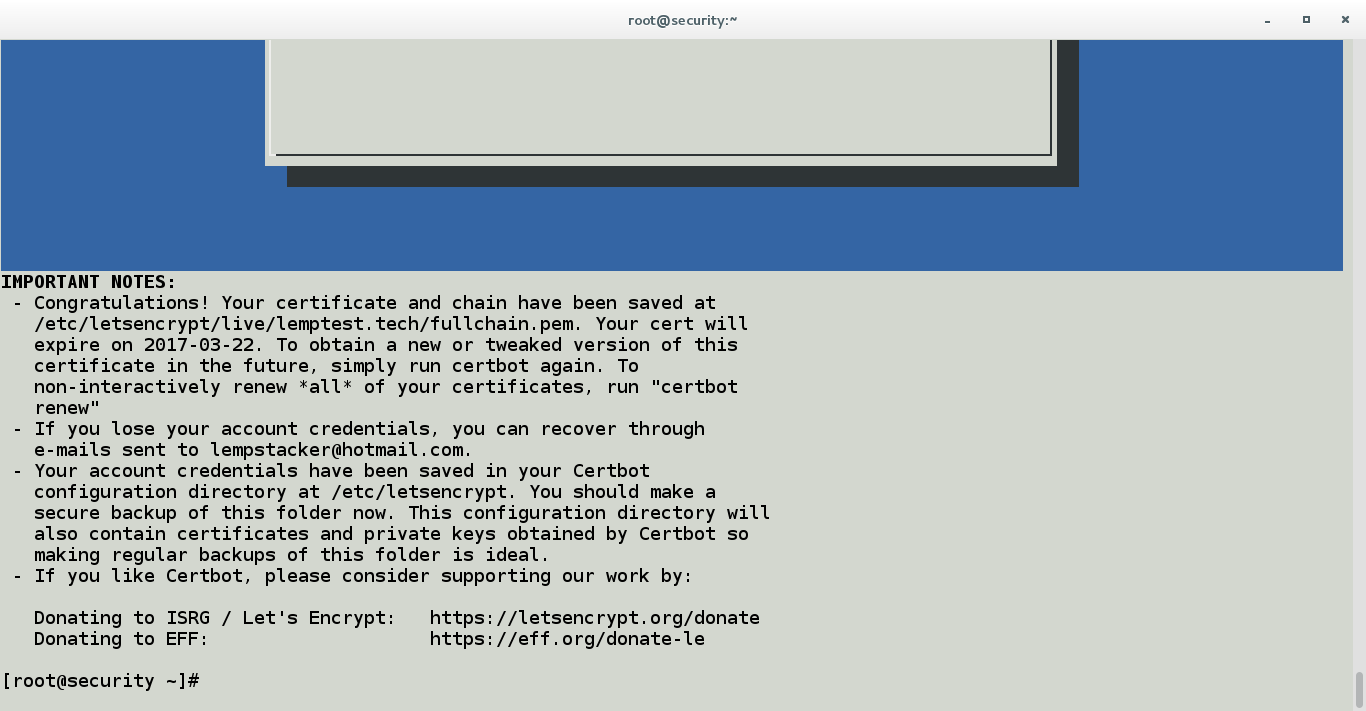 root@security:~
IMPORTANT NOTES:
 - Congratulations! Your certificate and chain have been saved at
   /etc/letsencrypt/live/lemptest.tech/fullchain.pem. Your cert will
   expire on 2017-03-22. To obtain a new or tweaked version of this
   certificate in the future, simply run certbot again. To
   non-interactively renew *all* of your certificates, run "certbot
   renew"
 - If you lose your account credentials, you can recover through
   e-mails sent to lempstacker@hotmail.com.
 - Your account credentials have been saved in your Certbot
   configuration directory at /etc/letsencrypt. You should make a
   secure backup of this folder now. This configuration directory will
   also contain certificates and private keys obtained by Certbot so
   making regular backups of this folder is ideal.
 - If you like Certbot, please consider supporting our work by:
   Donating to ISRG / Let's Encrypt:   https://letsencrypt.org/donate
   Donating to EFF:                    https://eff.org/donate-le
[root@security ~]#